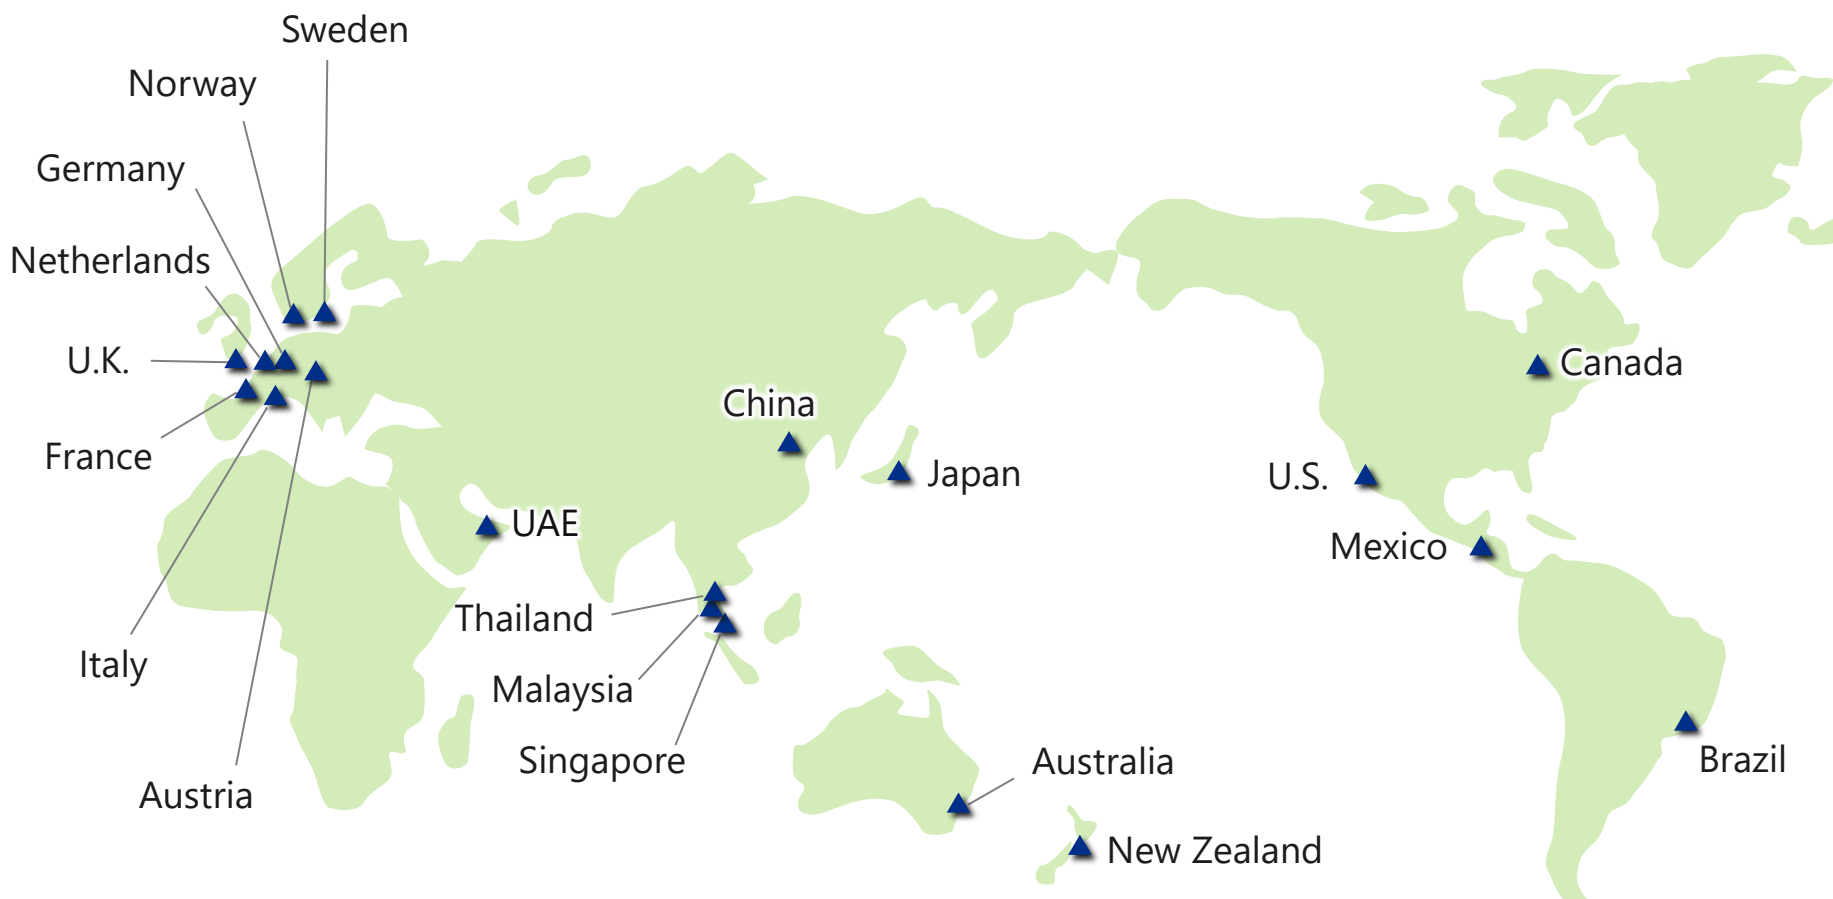 Sweden
Norway
Germany
Netherlands
U.K.
Canada
China
France
Japan
U.S.
UAE
Mexico
Thailand
Italy
Malaysia
Singapore
Australia
Brazil
Austria
New Zealand